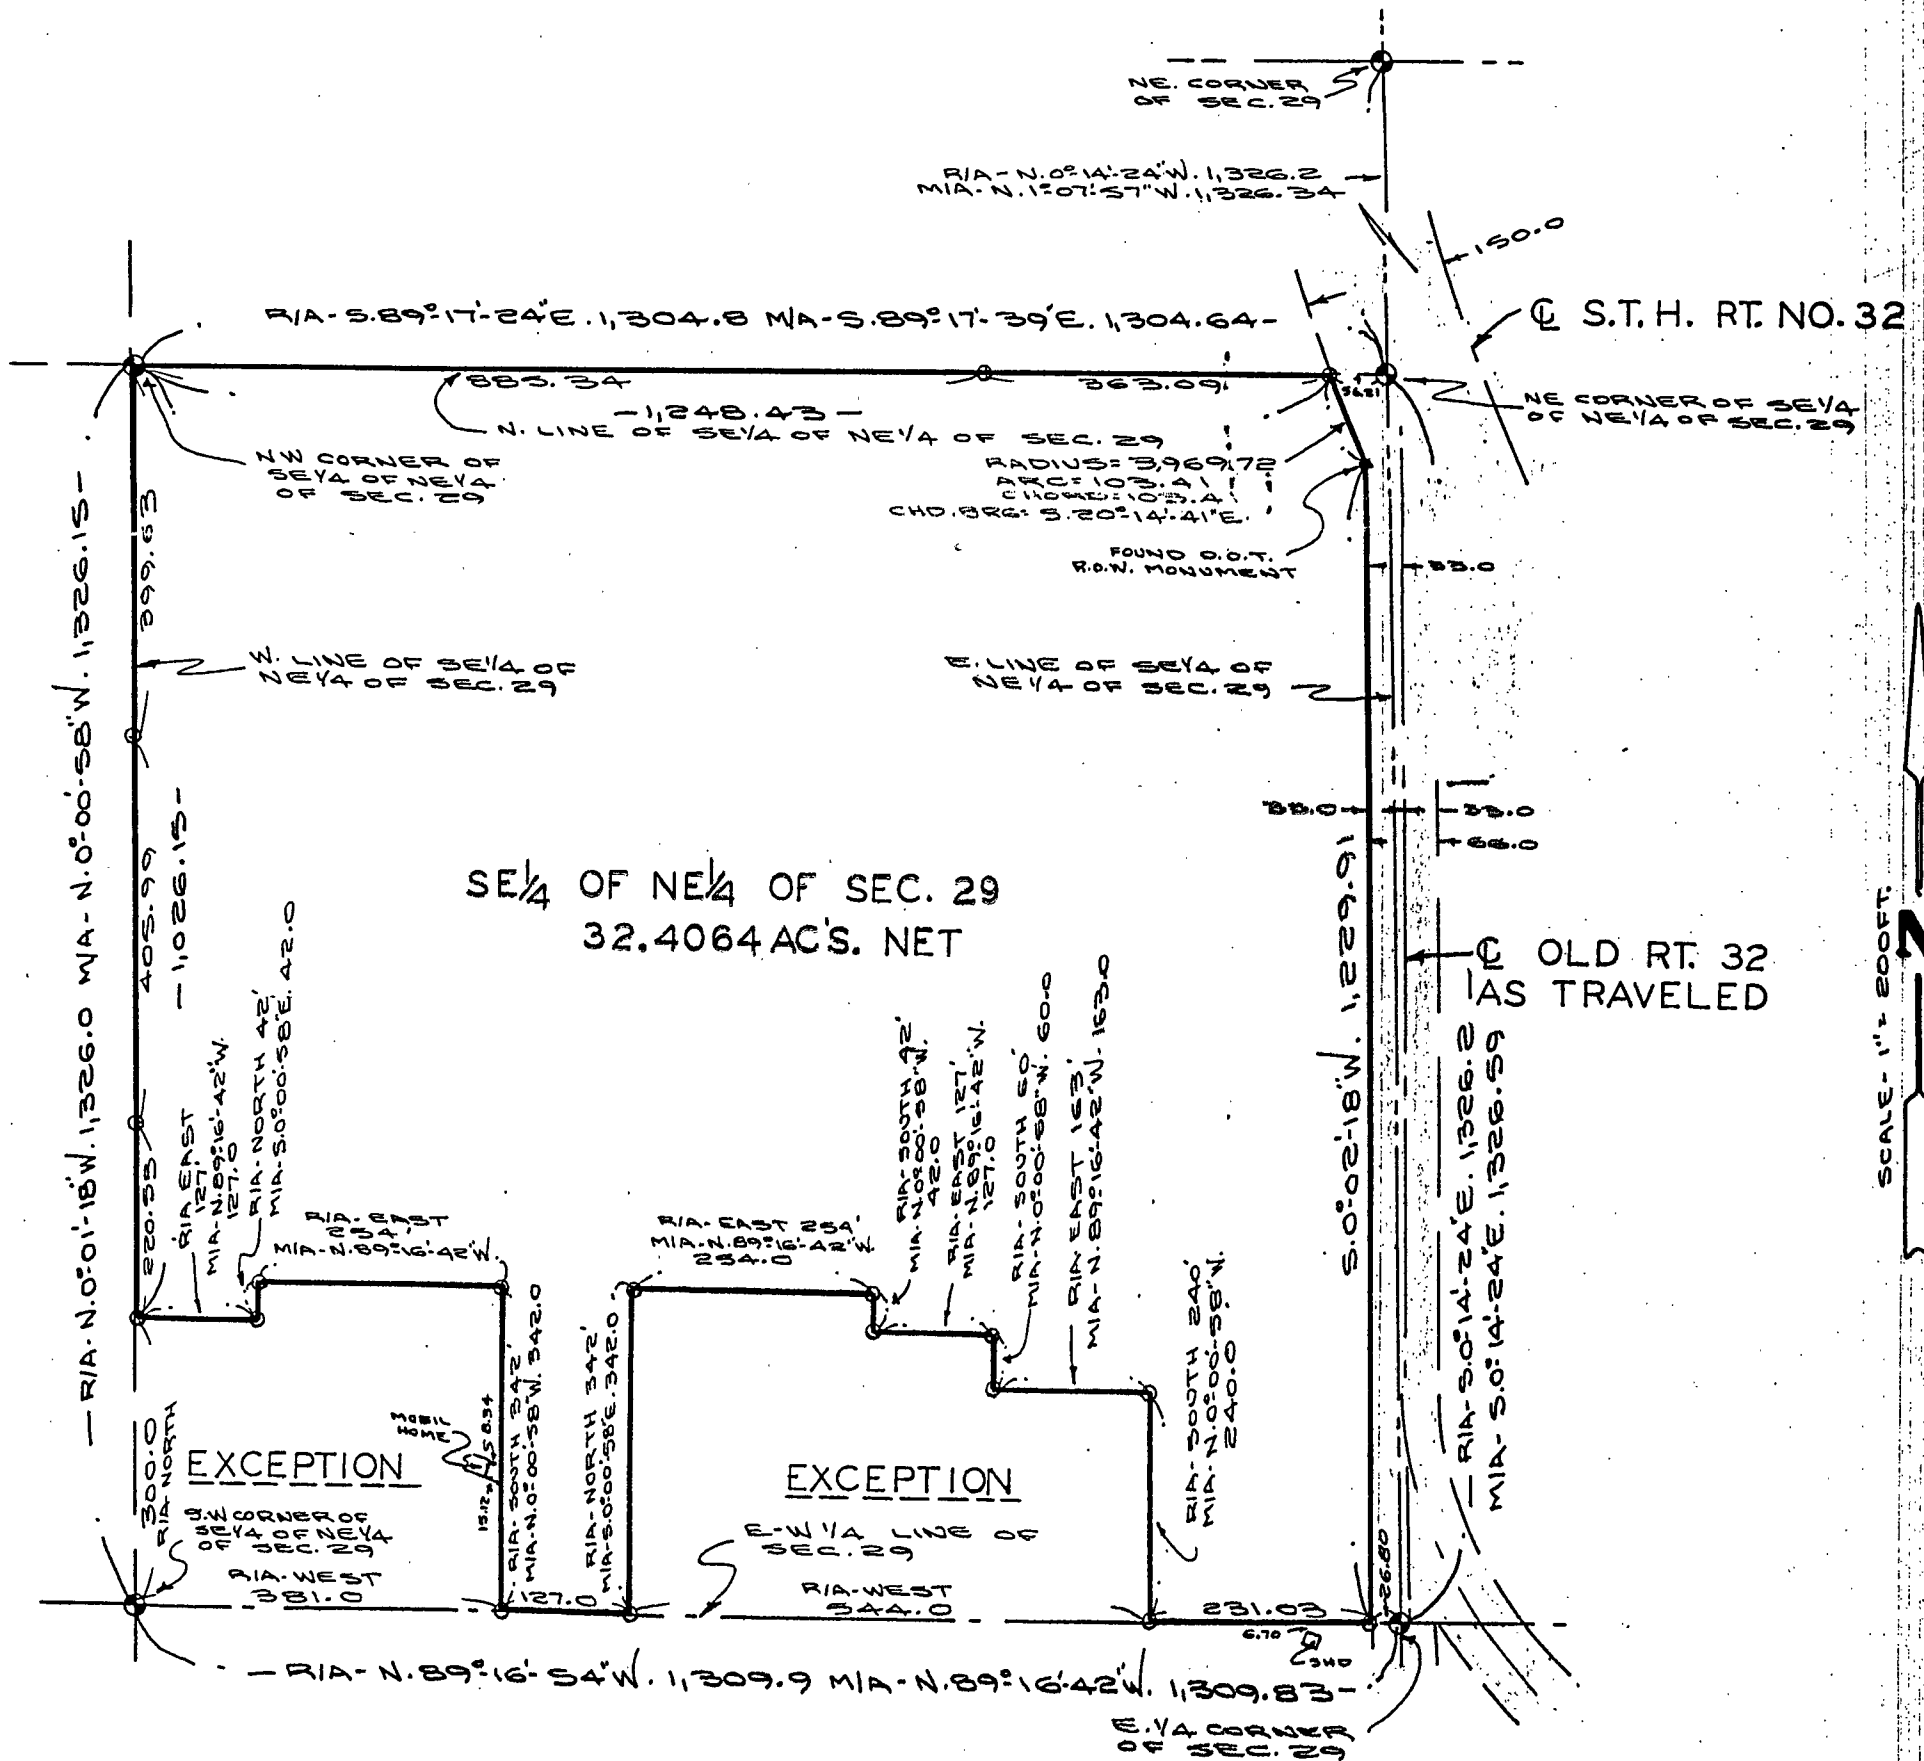 NE. CORNER
OF SEC. 29
R/A - N.0°-14'-24"W. 1,326.2
M/A - N.1°-07'-57"W. 1,326.34
150.0
℄ S.T.H. RT. NO. 32
R/A - S.89°-17'-24"E. 1,304.8 M/A - S.89°-17'-39"E. 1,304.64 -
885.34
363.09
56.21
- 1,248.43 -
N. LINE OF SE1/4 OF NE1/4 OF SEC. 29
NE CORNER OF SE1/4
OF NE1/4 OF SEC. 29
NW CORNER OF
SE1/4 OF NE1/4
OF SEC. 29
RADIUS = 3,969.72
ARC = 103.41
CHORD = 103.41
CHD. BRG: S.20°-14'-41"E.
FOUND D.O.T.
R.O.W. MONUMENT
33.0
399.63
W. LINE OF SE1/4 OF
NE1/4 OF SEC. 29
E. LINE OF SE1/4 OF
NE1/4 OF SEC. 29
- R/A - N.0°-01'-18"W. 1,326.0 M/A - N.0°-00'-58"W. 1,326.15 -
405.99
- 1,026.15 -
33.0
33.0
66.0
SE1/4 OF NE1/4 OF SEC. 29
32.4064 AC'S. NET
S.0°-02'-18"W. 1,229.91
℄ OLD RT. 32
AS TRAVELED
SCALE - 1" = 200FT.
N
220.53
R/A EAST
127'
M/A - N.89°-16'-42"W.
127.0
R/A - NORTH 42'
M/A - S.0°-00'-58"E. 42.0
R/A - EAST
254'
M/A - N.89°-16'-42"W.
R/A - EAST 254'
M/A - N.89°-16'-42"W.
254.0
R/A - SOUTH 42'
M/A - N.0°-00'-58"W.
42.0
R/A - EAST 127'
M/A - N.89°-16'-42"W.
127.0
R/A - SOUTH 60'
M/A - N.0°-00'-58"W. 60.0
R/A EAST 163'
M/A - N.89°-16'-42"W. 163.0
R/A - SOUTH 240'
M/A - N.0°-00'-58"W.
240.0
- R/A - S.0°-14'-24"E. 1,326.2
M/A - S.0°-14'-24"E. 1,326.59
300.0
R/A NORTH
EXCEPTION
MOBIL
HOME
58.34
15.12
R/A - SOUTH 342'
M/A - N.0°-00'-58"W. 342.0
R/A - NORTH 342'
M/A - S.0°-00'-58"E. 342.0
EXCEPTION
S.W CORNER OF
SE1/4 OF NE1/4
OF SEC. 29
E-W 1/4 LINE OF
SEC. 29
R/A - WEST
381.0
127.0
R/A - WEST
544.0
231.03
26.80
6.70
SHD
- R/A - N.89°-16'-54"W. 1,309.9 M/A - N.89°-16'-42"W. 1,309.83 -
E. 1/4 CORNER
OF SEC. 29